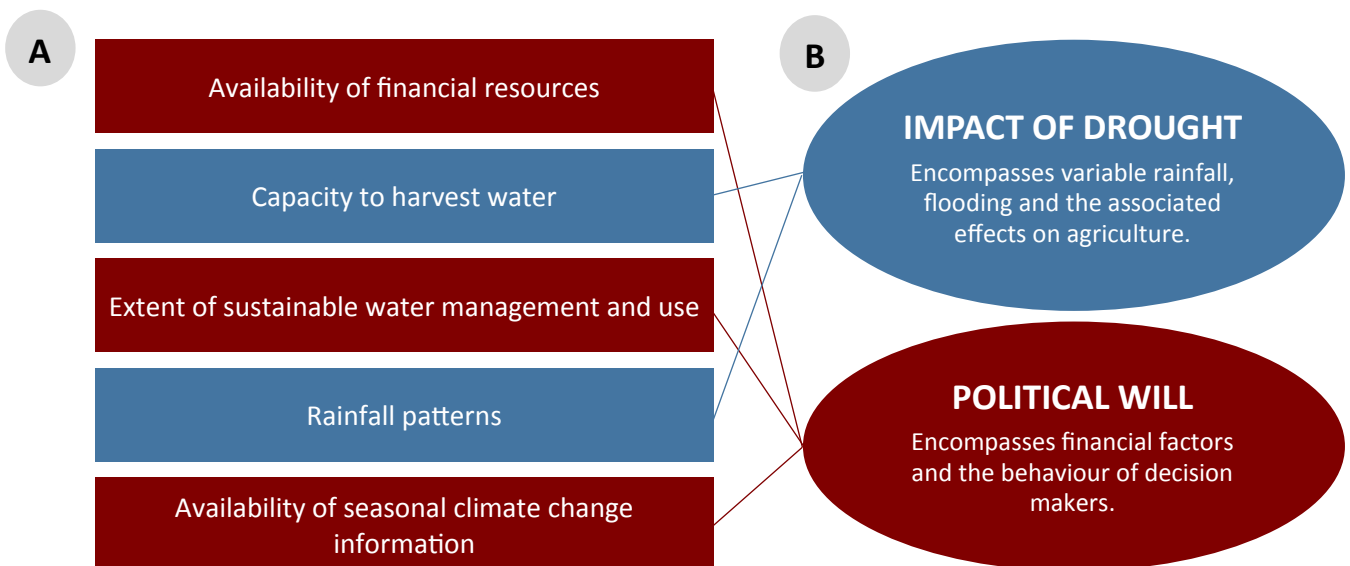 A
Availability of financial resources
Capacity to harvest water
Extent of sustainable water management and use
Rainfall patterns
Availability of seasonal climate change
information
B
IMPACT OF DROUGHT
Encompasses variable rainfall,
flooding and the associated
effects on agriculture.
POLITICAL WILL
Encompasses financial factors
and the behaviour of decision
makers.